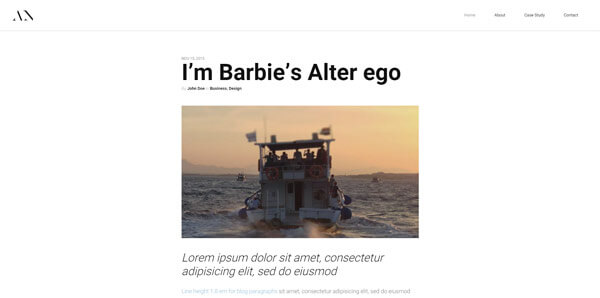 AN
Home
About
Case Study
Contact
NOV 15, 2015
I'm Barbie's Alter ego
By John Doe in Business, Design
Lorem ipsum dolor sit amet, consectetur
adipisicing elit, sed do eiusmod
Line height 1.6 em for blog paragraphs sit amet, consectetur adipisicing elit, sed do eiusmod